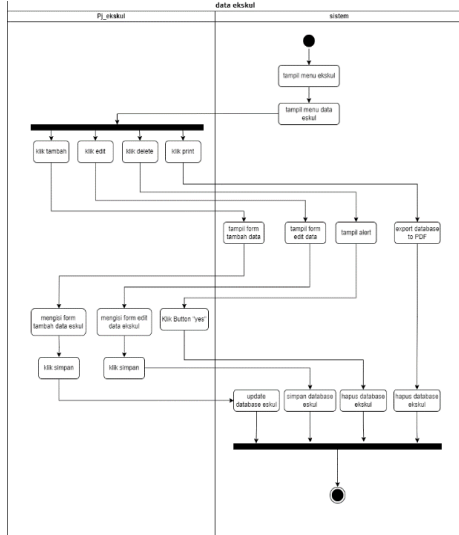 data ekskul
Pj_ekskul
sistem
tampil menu ekskul
tampil menu data
eskul
klik tambah
klik edit
klik delete
klik print
tampil form
tambah data
tampil form
edit data
tampil alert
export database
to PDF
mengisi form
tambah data eskul
mengisi form edit
data ekskul
Klik Button "yes"
klik simpan
klik simpan
update
database eskul
simpan database
eskul
hapus database
ekskul
hapus database
ekskul